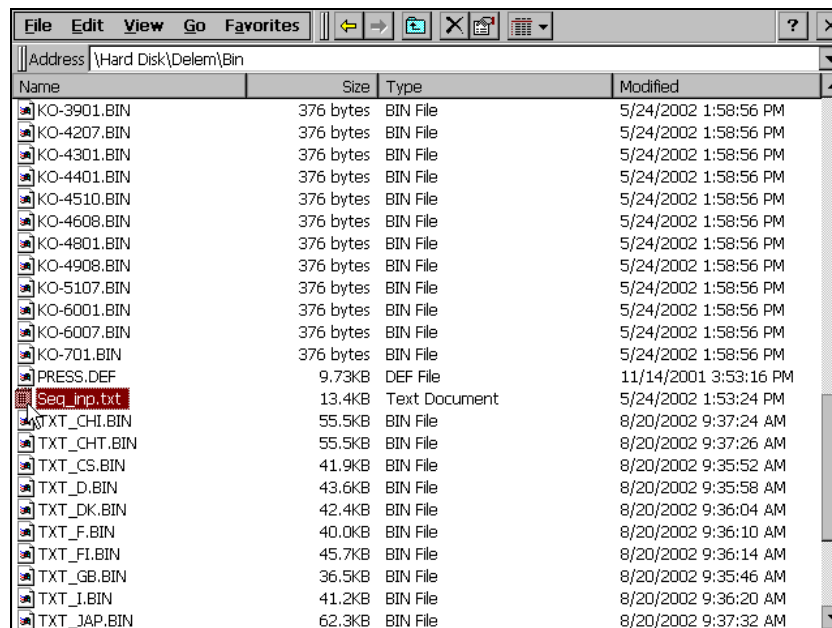 File Edit View Go Favorites ?
Address \Hard Disk\Delem\Bin
Name Size Type Modified
KO-3901.BIN 376 bytes BIN File 5/24/2002 1:58:56 PM
KO-4207.BIN 376 bytes BIN File 5/24/2002 1:58:56 PM
KO-4301.BIN 376 bytes BIN File 5/24/2002 1:58:56 PM
KO-4401.BIN 376 bytes BIN File 5/24/2002 1:58:56 PM
KO-4510.BIN 376 bytes BIN File 5/24/2002 1:58:56 PM
KO-4608.BIN 376 bytes BIN File 5/24/2002 1:58:56 PM
KO-4801.BIN 376 bytes BIN File 5/24/2002 1:58:56 PM
KO-4908.BIN 376 bytes BIN File 5/24/2002 1:58:56 PM
KO-5107.BIN 376 bytes BIN File 5/24/2002 1:58:56 PM
KO-6001.BIN 376 bytes BIN File 5/24/2002 1:58:56 PM
KO-6007.BIN 376 bytes BIN File 5/24/2002 1:58:56 PM
KO-701.BIN 376 bytes BIN File 5/24/2002 1:58:56 PM
PRESS.DEF 9.73KB DEF File 11/14/2001 3:53:16 PM
Seq_inp.txt 13.4KB Text Document 5/24/2002 1:53:24 PM
TXT_CHI.BIN 55.5KB BIN File 8/20/2002 9:37:24 AM
TXT_CHT.BIN 55.5KB BIN File 8/20/2002 9:37:26 AM
TXT_CS.BIN 41.9KB BIN File 8/20/2002 9:35:52 AM
TXT_D.BIN 43.6KB BIN File 8/20/2002 9:35:58 AM
TXT_DK.BIN 42.4KB BIN File 8/20/2002 9:36:04 AM
TXT_F.BIN 40.0KB BIN File 8/20/2002 9:36:10 AM
TXT_FI.BIN 45.7KB BIN File 8/20/2002 9:36:14 AM
TXT_GB.BIN 36.5KB BIN File 8/20/2002 9:35:46 AM
TXT_I.BIN 41.2KB BIN File 8/20/2002 9:36:20 AM
TXT_JAP.BIN 62.3KB BIN File 8/20/2002 9:37:32 AM